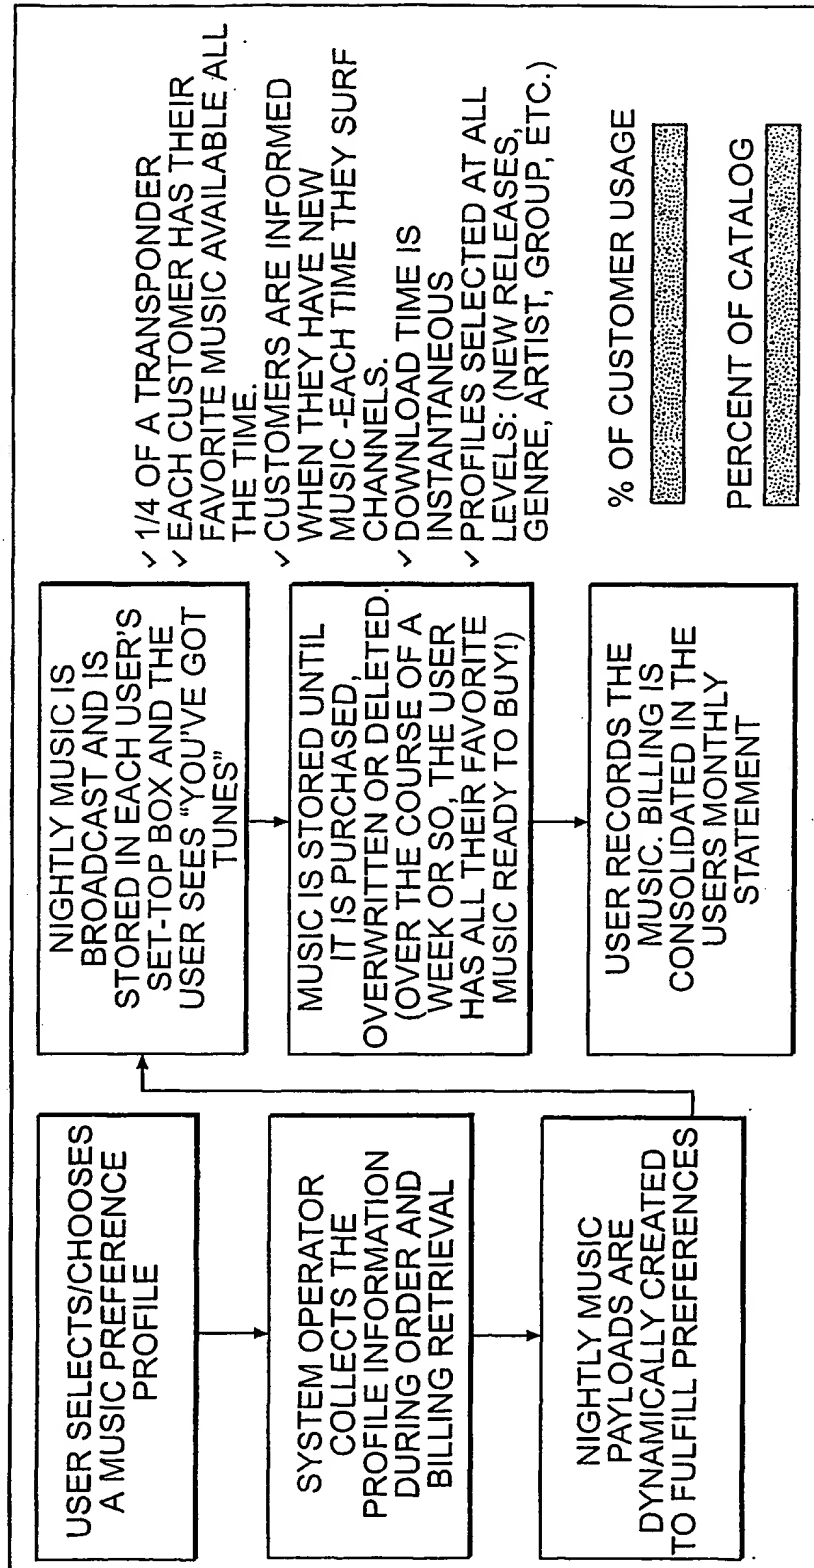 USER SELECTS/CHOOSES
A MUSIC PREFERENCE
PROFILE
SYSTEM OPERATOR
COLLECTS THE
PROFILE INFORMATION
DURING ORDER AND
BILLING RETRIEVAL
NIGHTLY MUSIC
PAYLOADS ARE
DYNAMICALLY CREATED
TO FULFILL PREFERENCES
NIGHTLY MUSIC IS
BROADCAST AND IS
STORED IN EACH USER'S
SET-TOP BOX AND THE
USER SEES "YOU'VE GOT
TUNES"
MUSIC IS STORED UNTIL
IT IS PURCHASED,
OVERWRITTEN OR DELETED.
(OVER THE COURSE OF A
WEEK OR SO, THE USER
HAS ALL THEIR FAVORITE
MUSIC READY TO BUY!)
USER RECORDS THE
MUSIC. BILLING IS
CONSOLIDATED IN THE
USERS MONTHLY
STATEMENT
✓ 1/4 OF A TRANSPONDER
✓ EACH CUSTOMER HAS THEIR
FAVORITE MUSIC AVAILABLE ALL
THE TIME.
✓ CUSTOMERS ARE INFORMED
WHEN THEY HAVE NEW
MUSIC -EACH TIME THEY SURF
CHANNELS.
✓ DOWNLOAD TIME IS
INSTANTANEOUS
✓ PROFILES SELECTED AT ALL
LEVELS: (NEW RELEASES,
GENRE, ARTIST, GROUP, ETC.)
% OF CUSTOMER USAGE
PERCENT OF CATALOG